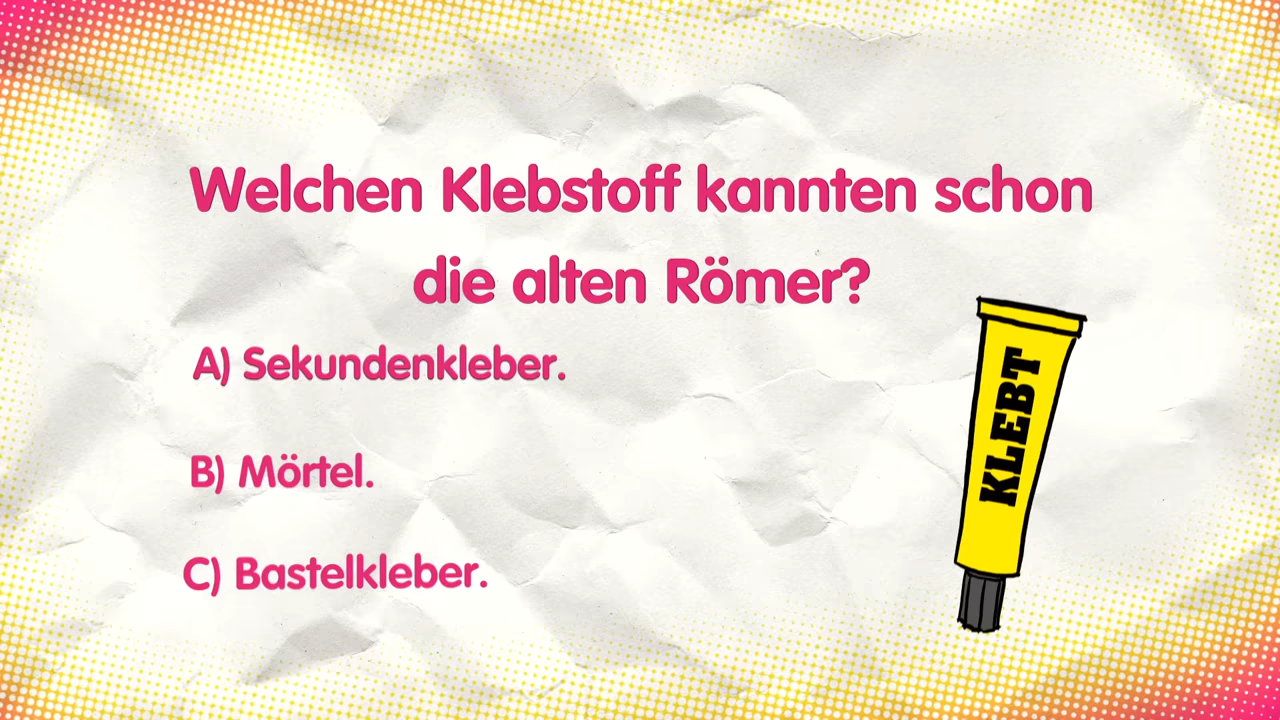 Welchen Klebstoff kannten schon
die alten Römer?
A) Sekundenkleber.
B) Mörtel.
C) Bastelkleber.
KLEBT